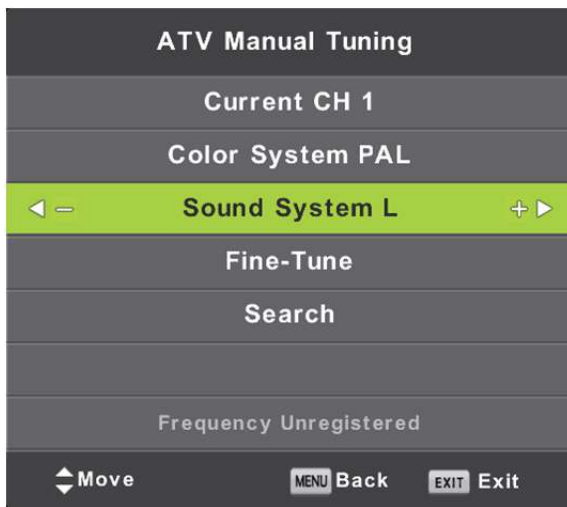 ATV Manual Tuning
Current CH 1
Color System PAL
− Sound System L +
Fine-Tune
Search
Frequency Unregistered
Move MENU Back EXIT Exit